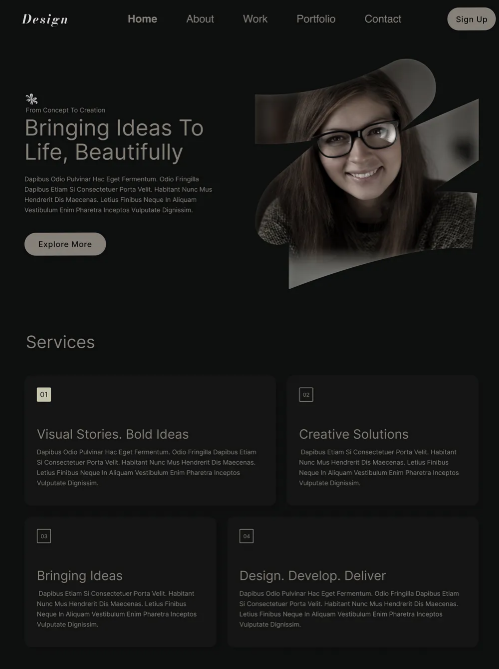 Design
Home
About
Work
Portfolio
Contact
Sign Up
From Concept To Creation
Bringing Ideas To
Life, Beautifully
Dapibus Odio Pulvinar Hac Eget Fermentum. Odio Fringilla
Dapibus Etiam Si Consectetuer Porta Velit. Habitant Nunc Mus
Hendrerit Dis Maecenas. Letius Finibus Neque In Aliquam
Vestibulum Enim Pharetra Inceptos Vulputate Dignissim.
Explore More
Services
01
Visual Stories. Bold Ideas
Dapibus Odio Pulvinar Hac Eget Fermentum. Odio Fringilla Dapibus Etiam
Si Consectetuer Porta Velit. Habitant Nunc Mus Hendrerit Dis Maecenas.
Letius Finibus Neque In Aliquam Vestibulum Enim Pharetra Inceptos
Vulputate Dignissim.
02
Creative Solutions
Dapibus Etiam Si Consectetuer Porta Velit. Habitant
Nunc Mus Hendrerit Dis Maecenas. Letius Finibus
Neque In Aliquam Vestibulum Enim Pharetra Inceptos
Vulputate Dignissim.
03
Bringing Ideas
Dapibus Etiam Si Consectetuer Porta Velit. Habitant
Nunc Mus Hendrerit Dis Maecenas. Letius Finibus
Neque In Aliquam Vestibulum Enim Pharetra Inceptos
Vulputate Dignissim.
04
Design. Develop. Deliver
Dapibus Odio Pulvinar Hac Eget Fermentum. Odio Fringilla Dapibus Etiam
Si Consectetuer Porta Velit. Habitant Nunc Mus Hendrerit Dis Maecenas.
Letius Finibus Neque In Aliquam Vestibulum Enim Pharetra Inceptos
Vulputate Dignissim.